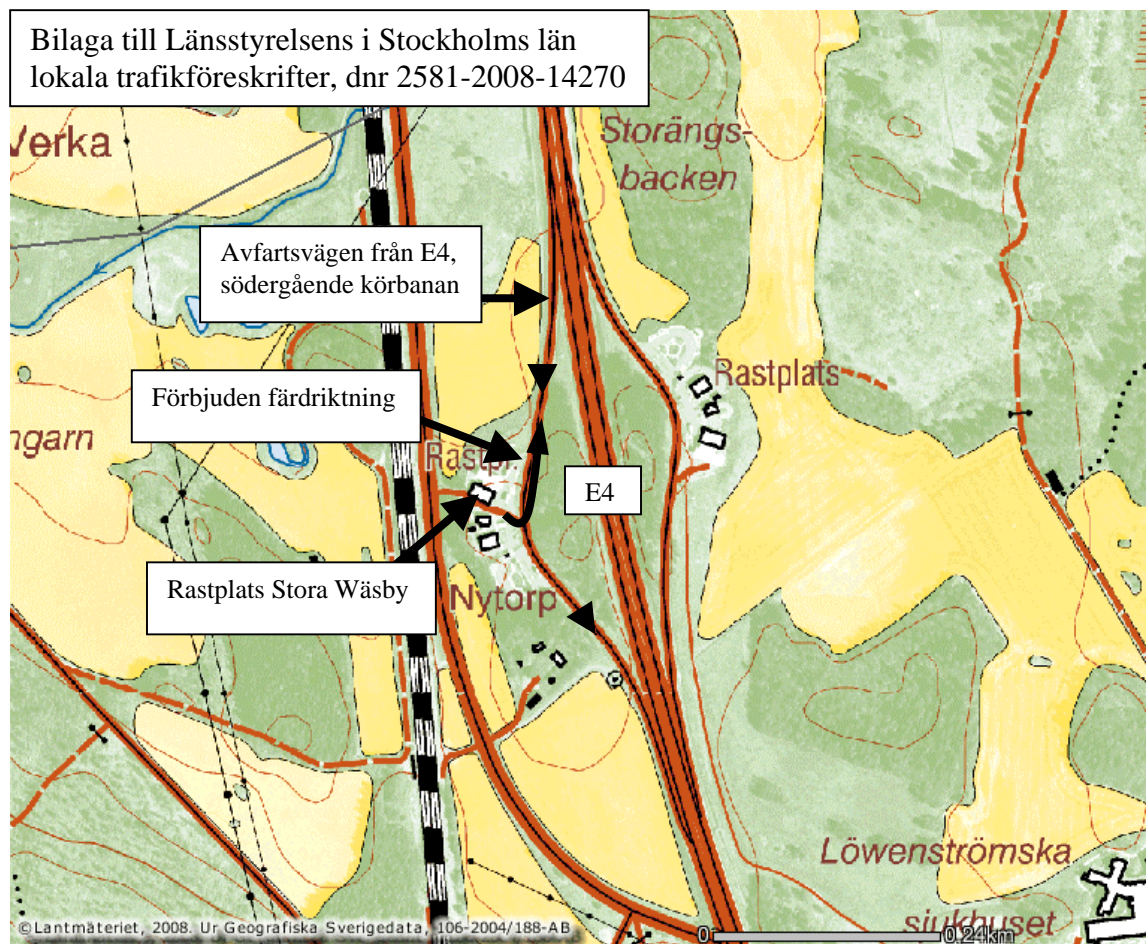 Bilaga till Länsstyrelsens i Stockholms län
lokala trafikföreskrifter, dnr 2581-2008-14270
Verka
Storängs-
backen
Avfartsvägen från E4,
södergående körbanan
Rastplats
Förbjuden färdriktning
ngarn
Rastpl.
E4
Rastplats Stora Wäsby
Nytorp
Löwenströmska
sjukhuset
©Lantmäteriet, 2008. Ur Geografiska Sverigedata, 106-2004/188-AB
0 0.24km